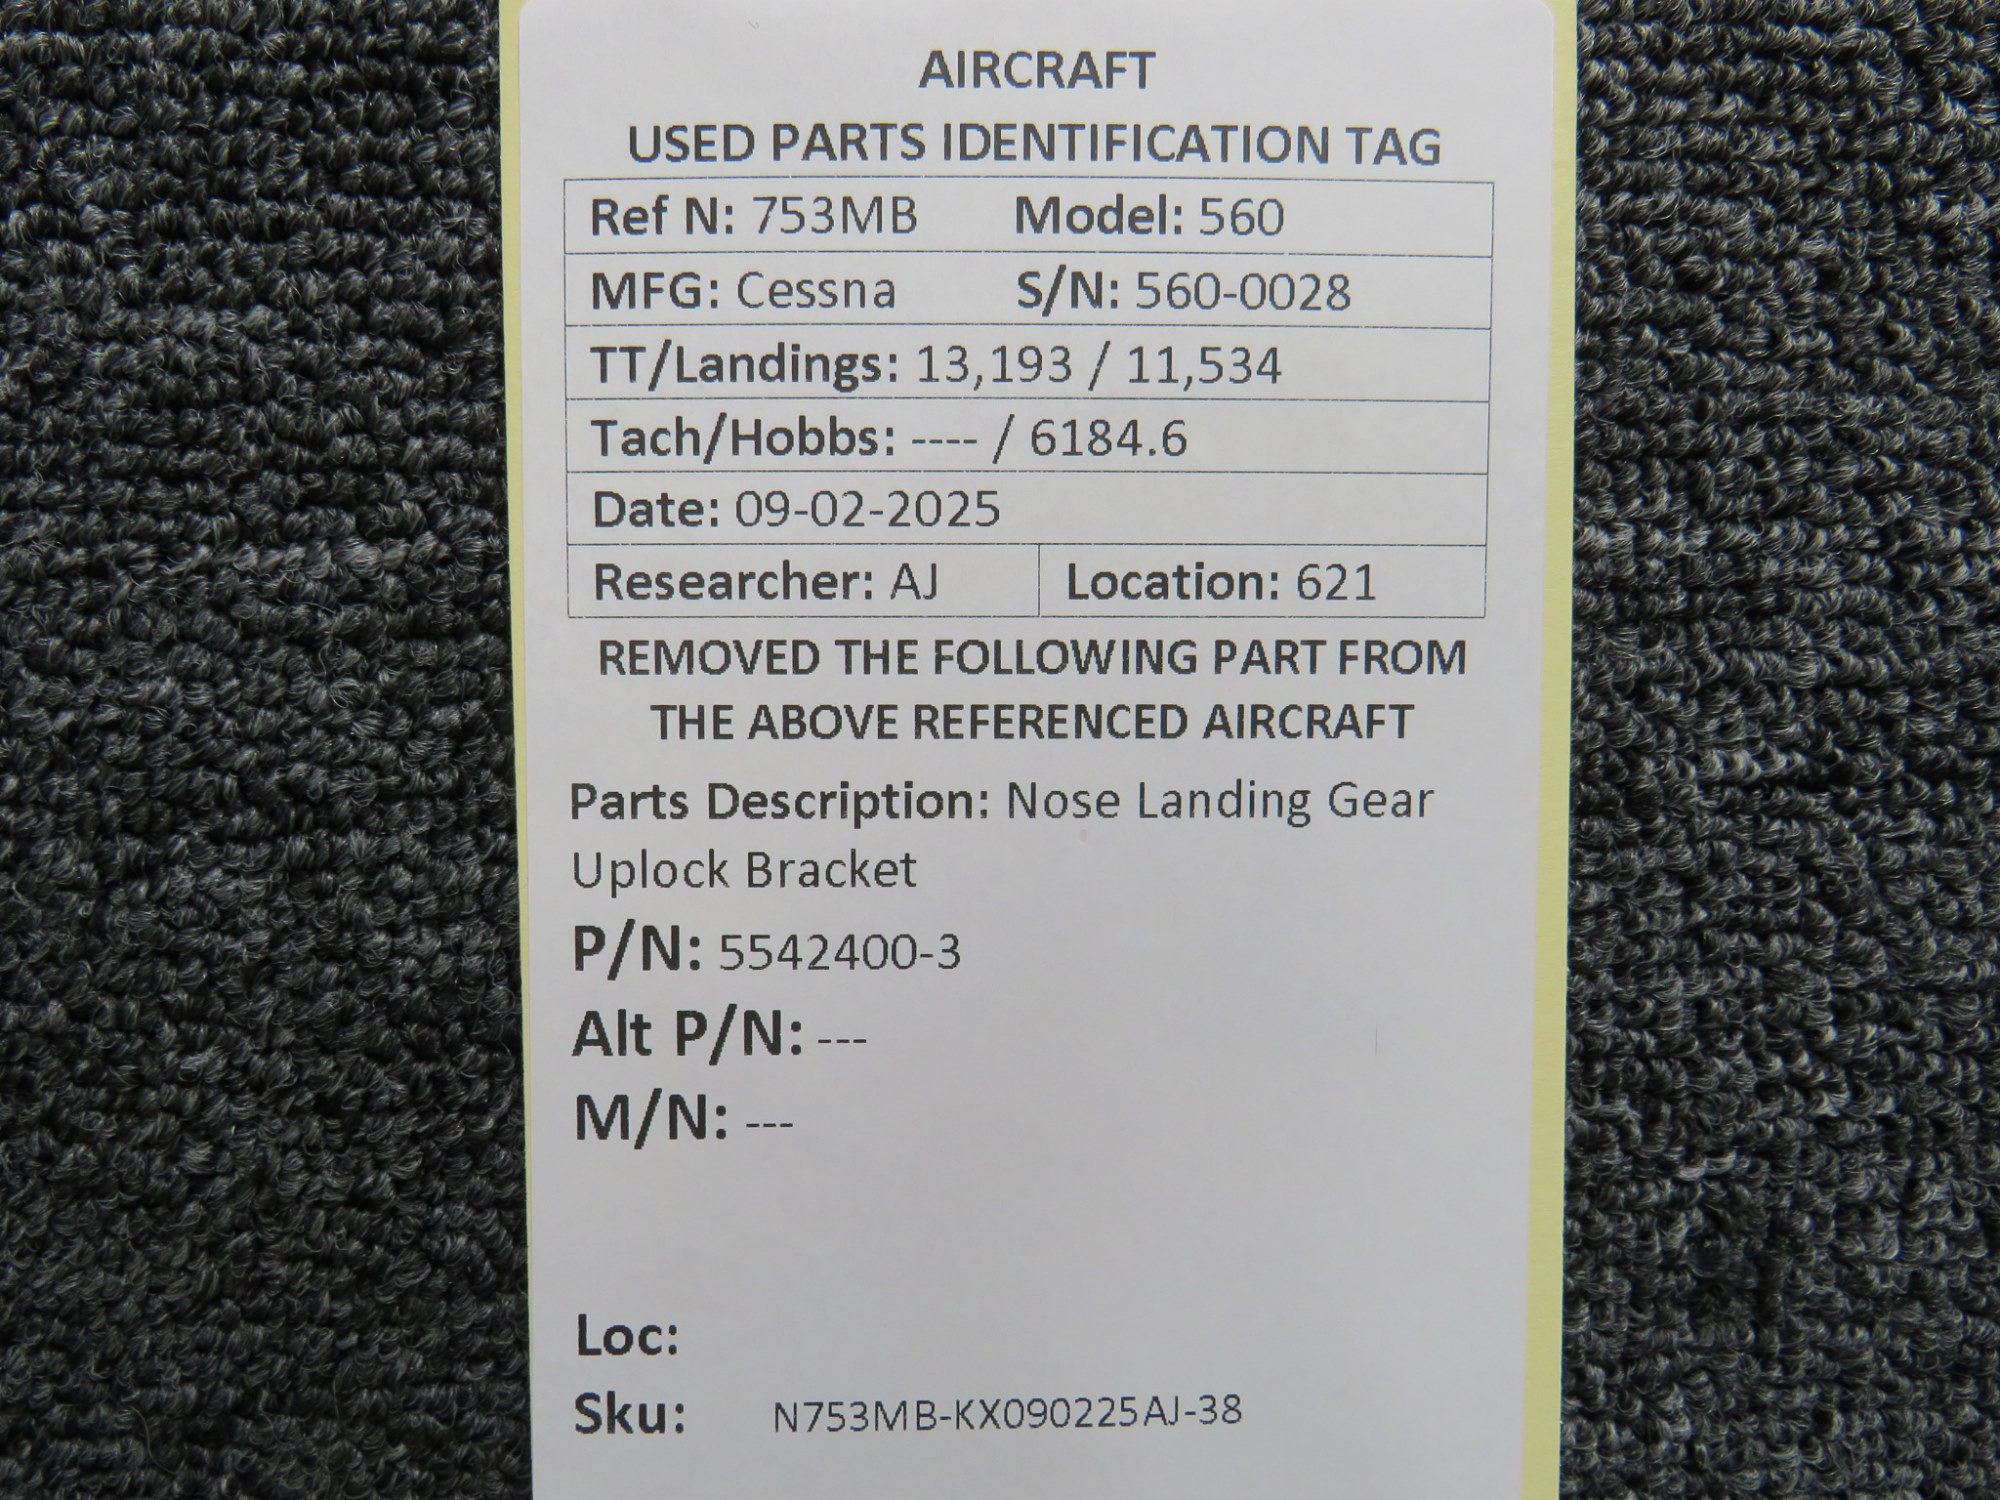 AIRCRAFT
USED PARTS IDENTIFICATION TAG
Ref N: 753MB Model: 560
MFG: Cessna S/N: 560-0028
TT/Landings: 13,193 / 11,534
Tach/Hobbs: ---- / 6184.6
Date: 09-02-2025
Researcher: AJ Location: 621
REMOVED THE FOLLOWING PART FROM
THE ABOVE REFERENCED AIRCRAFT
Parts Description: Nose Landing Gear
Uplock Bracket
P/N: 5542400-3
Alt P/N: ---
M/N: ---
Loc:
Sku: N753MB-KX090225AJ-38